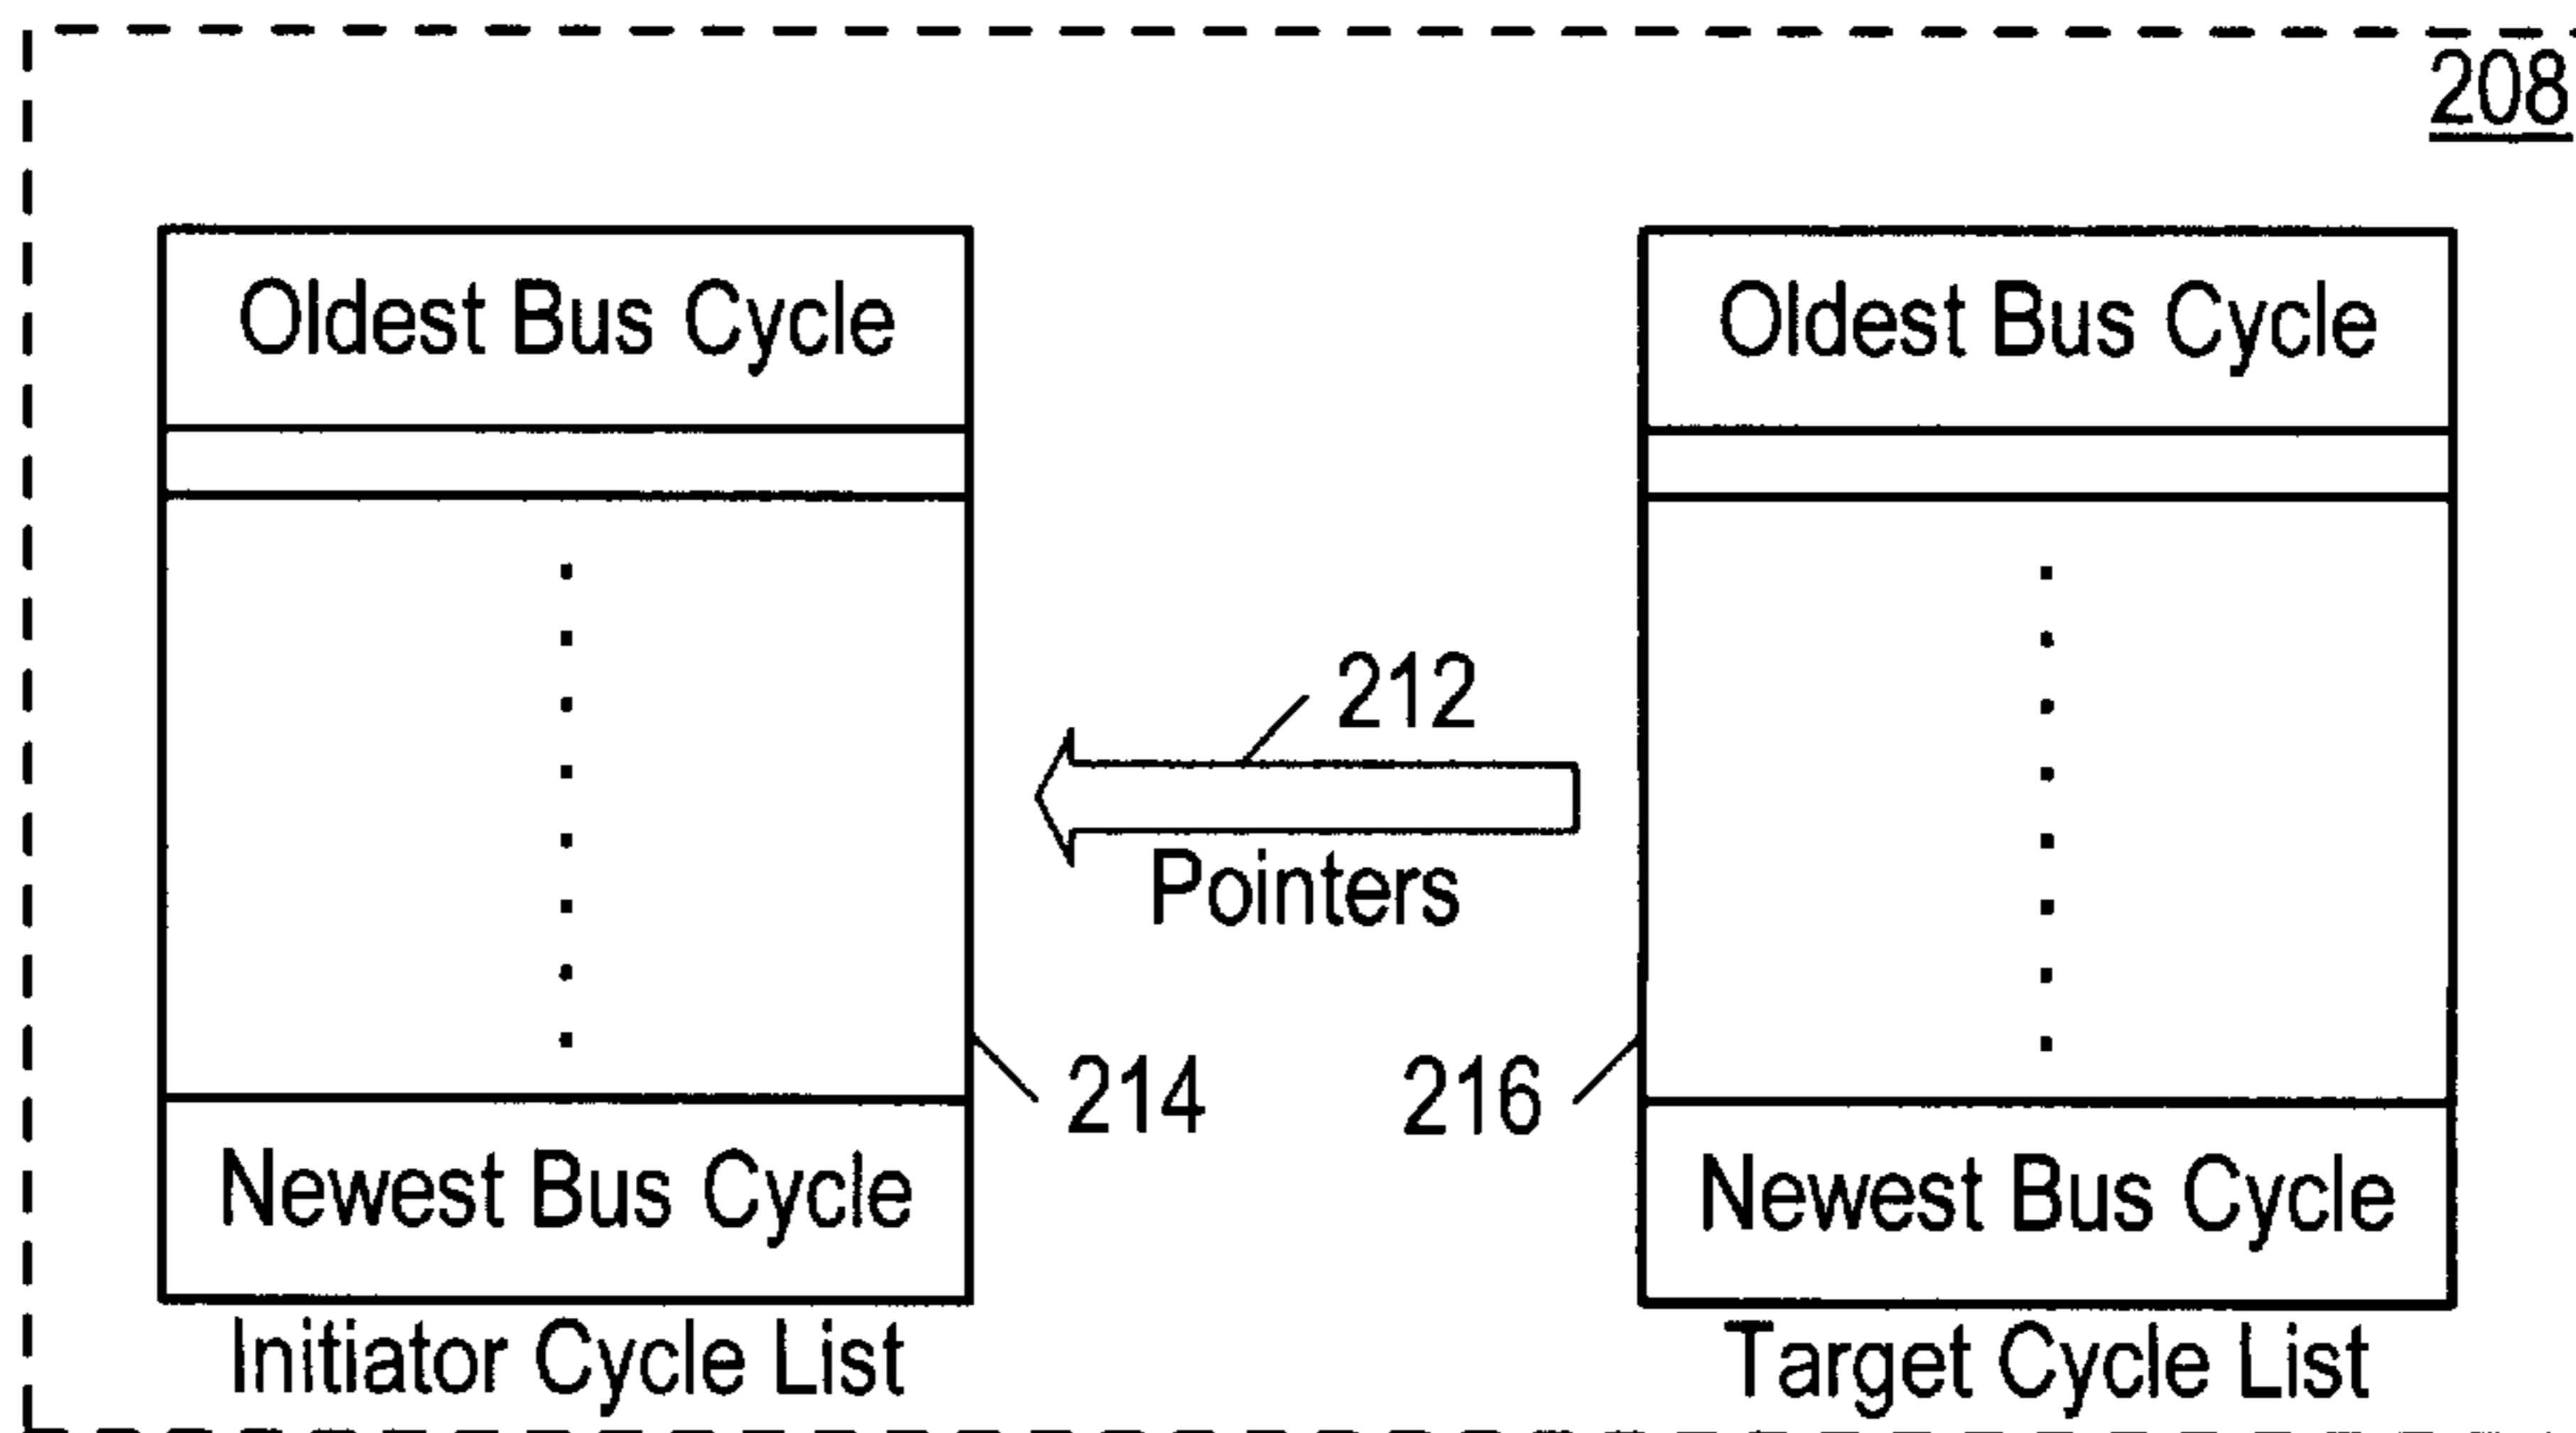 208
Oldest Bus Cycle
Oldest Bus Cycle
212
Pointers
214
216
Newest Bus Cycle
Newest Bus Cycle
Initiator Cycle List
Target Cycle List